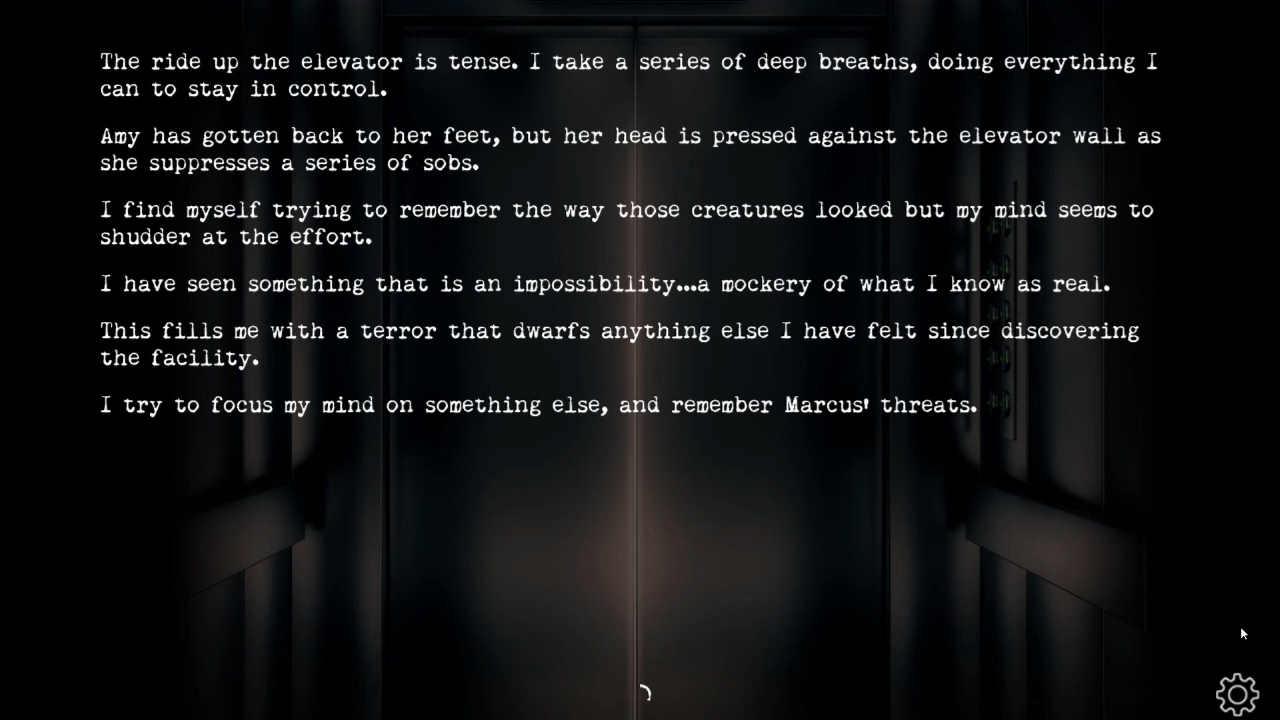 The ride up the elevator is tense. I take a series of deep breaths, doing everything I
can to stay in control.
Amy has gotten back to her feet, but her head is pressed against the elevator wall as
she suppresses a series of sobs.
I find myself trying to remember the way those creatures looked but my mind seems to
shudder at the effort.
I have seen something that is an impossibility...a mockery of what I know as real.
This fills me with a terror that dwarfs anything else I have felt since discovering
the facility.
I try to focus my mind on something else, and remember Marcus' threats.